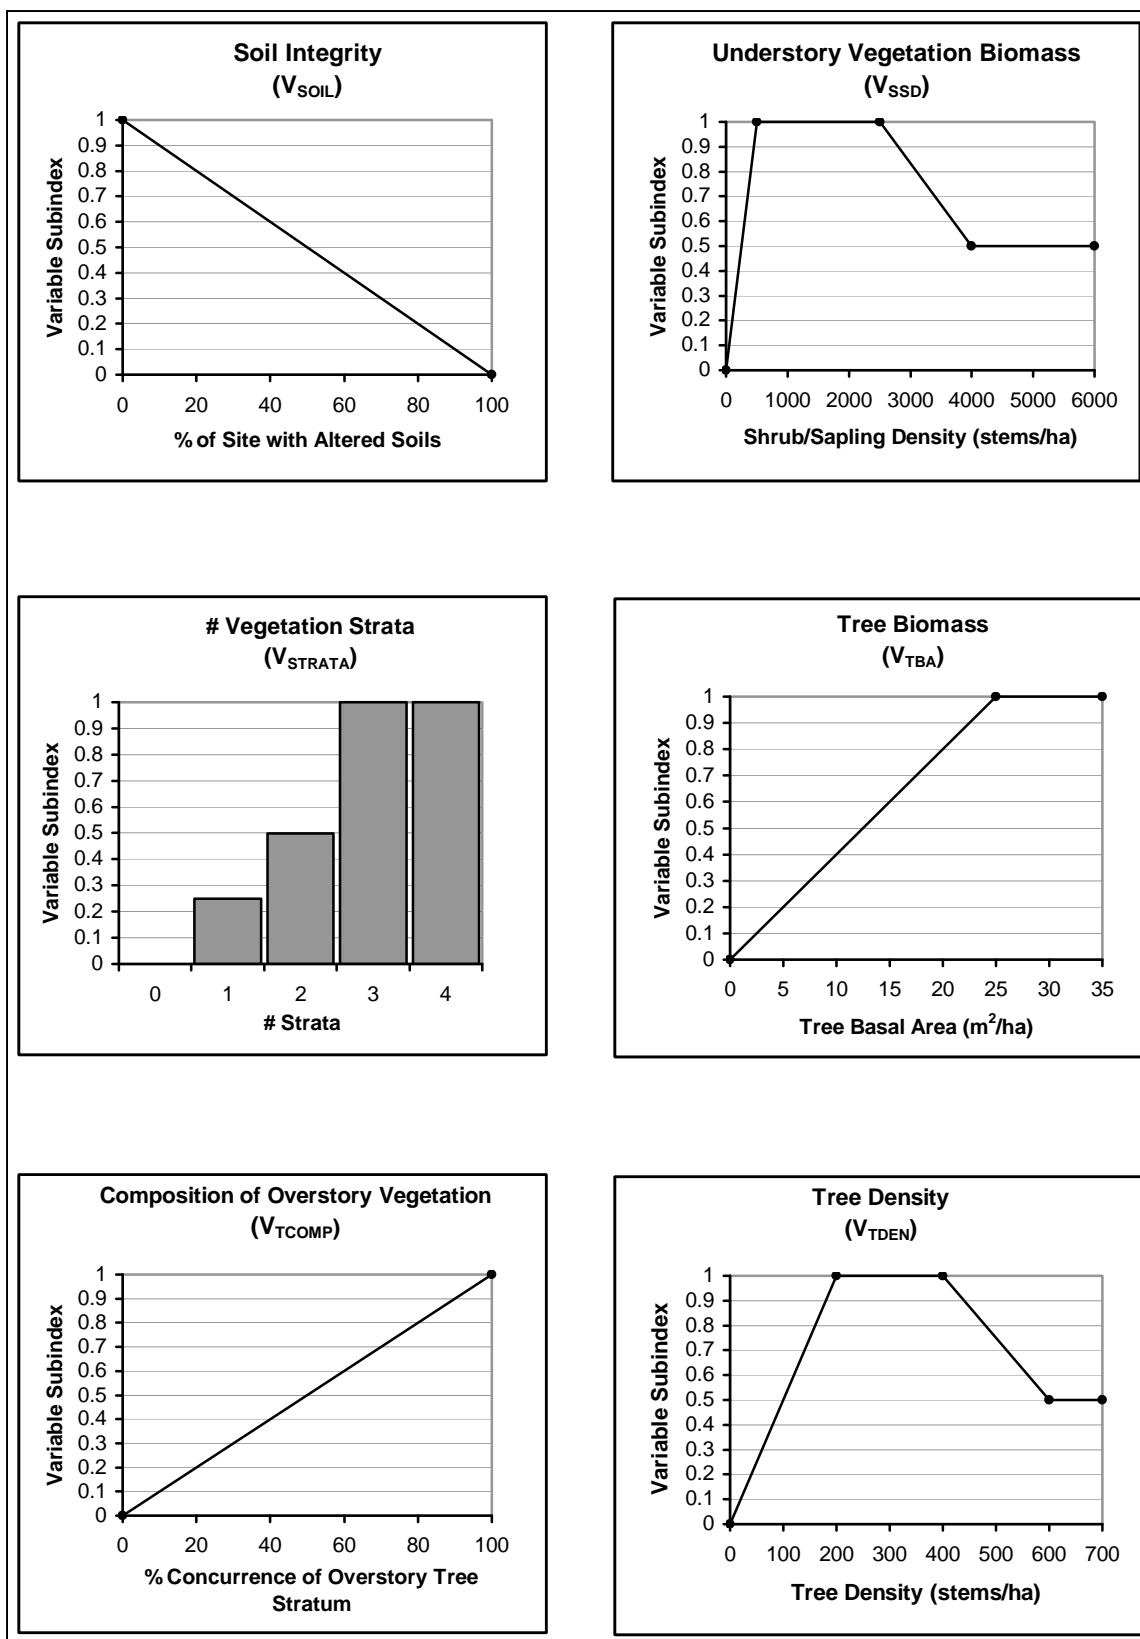 Soil Integrity
(V_SOIL)
Variable Subindex
1
0.9
0.8
0.7
0.6
0.5
0.4
0.3
0.2
0.1
0
0 20 40 60 80 100
% of Site with Altered Soils
Understory Vegetation Biomass
(V_SSD)
Variable Subindex
1
0.9
0.8
0.7
0.6
0.5
0.4
0.3
0.2
0.1
0
0 1000 2000 3000 4000 5000 6000
Shrub/Sapling Density (stems/ha)
# Vegetation Strata
(V_STRATA)
Variable Subindex
1
0.9
0.8
0.7
0.6
0.5
0.4
0.3
0.2
0.1
0
0 1 2 3 4
# Strata
Tree Biomass
(V_TBA)
Variable Subindex
1
0.9
0.8
0.7
0.6
0.5
0.4
0.3
0.2
0.1
0
0 5 10 15 20 25 30 35
Tree Basal Area (m²/ha)
Composition of Overstory Vegetation
(V_TCOMP)
Variable Subindex
1
0.9
0.8
0.7
0.6
0.5
0.4
0.3
0.2
0.1
0
0 20 40 60 80 100
% Concurrence of Overstory Tree
Stratum
Tree Density
(V_TDEN)
Variable Subindex
1
0.9
0.8
0.7
0.6
0.5
0.4
0.3
0.2
0.1
0
0 100 200 300 400 500 600 700
Tree Density (stems/ha)